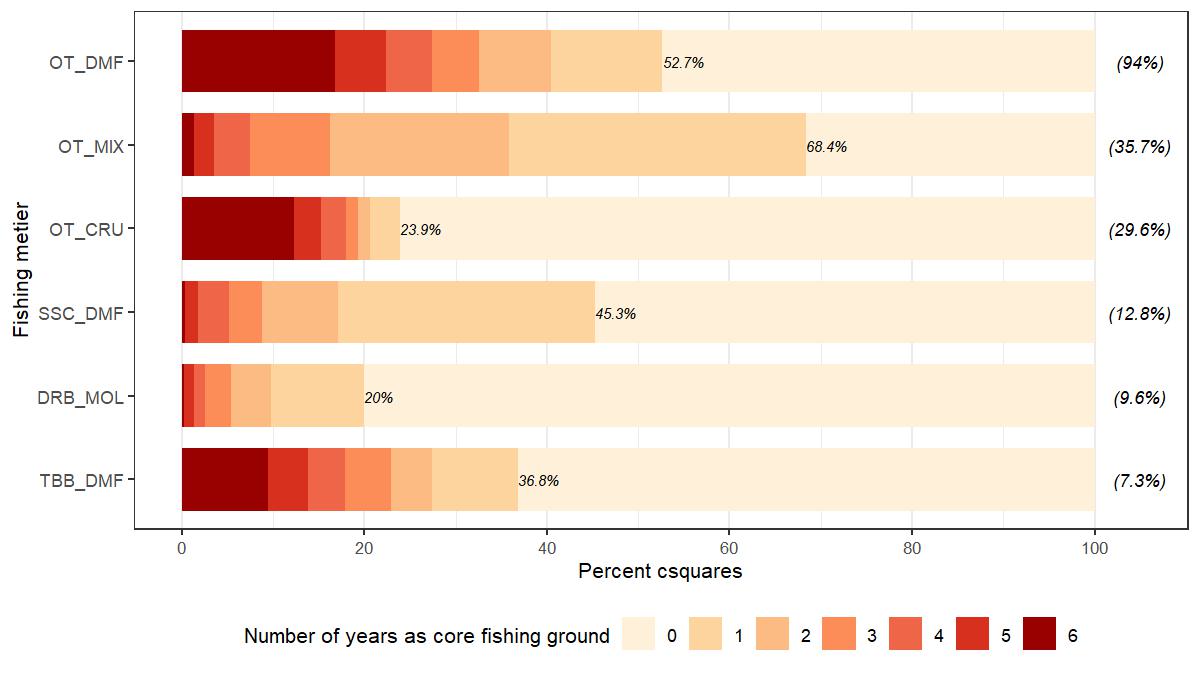 Fishing metier
OT_DMF
52.7%
(94%)
OT_MIX
68.4%
(35.7%)
OT_CRU
23.9%
(29.6%)
SSC_DMF
45.3%
(12.8%)
DRB_MOL
20%
(9.6%)
TBB_DMF
36.8%
(7.3%)
0 20 40 60 80 100
Percent csquares
Number of years as core fishing ground 0 1 2 3 4 5 6